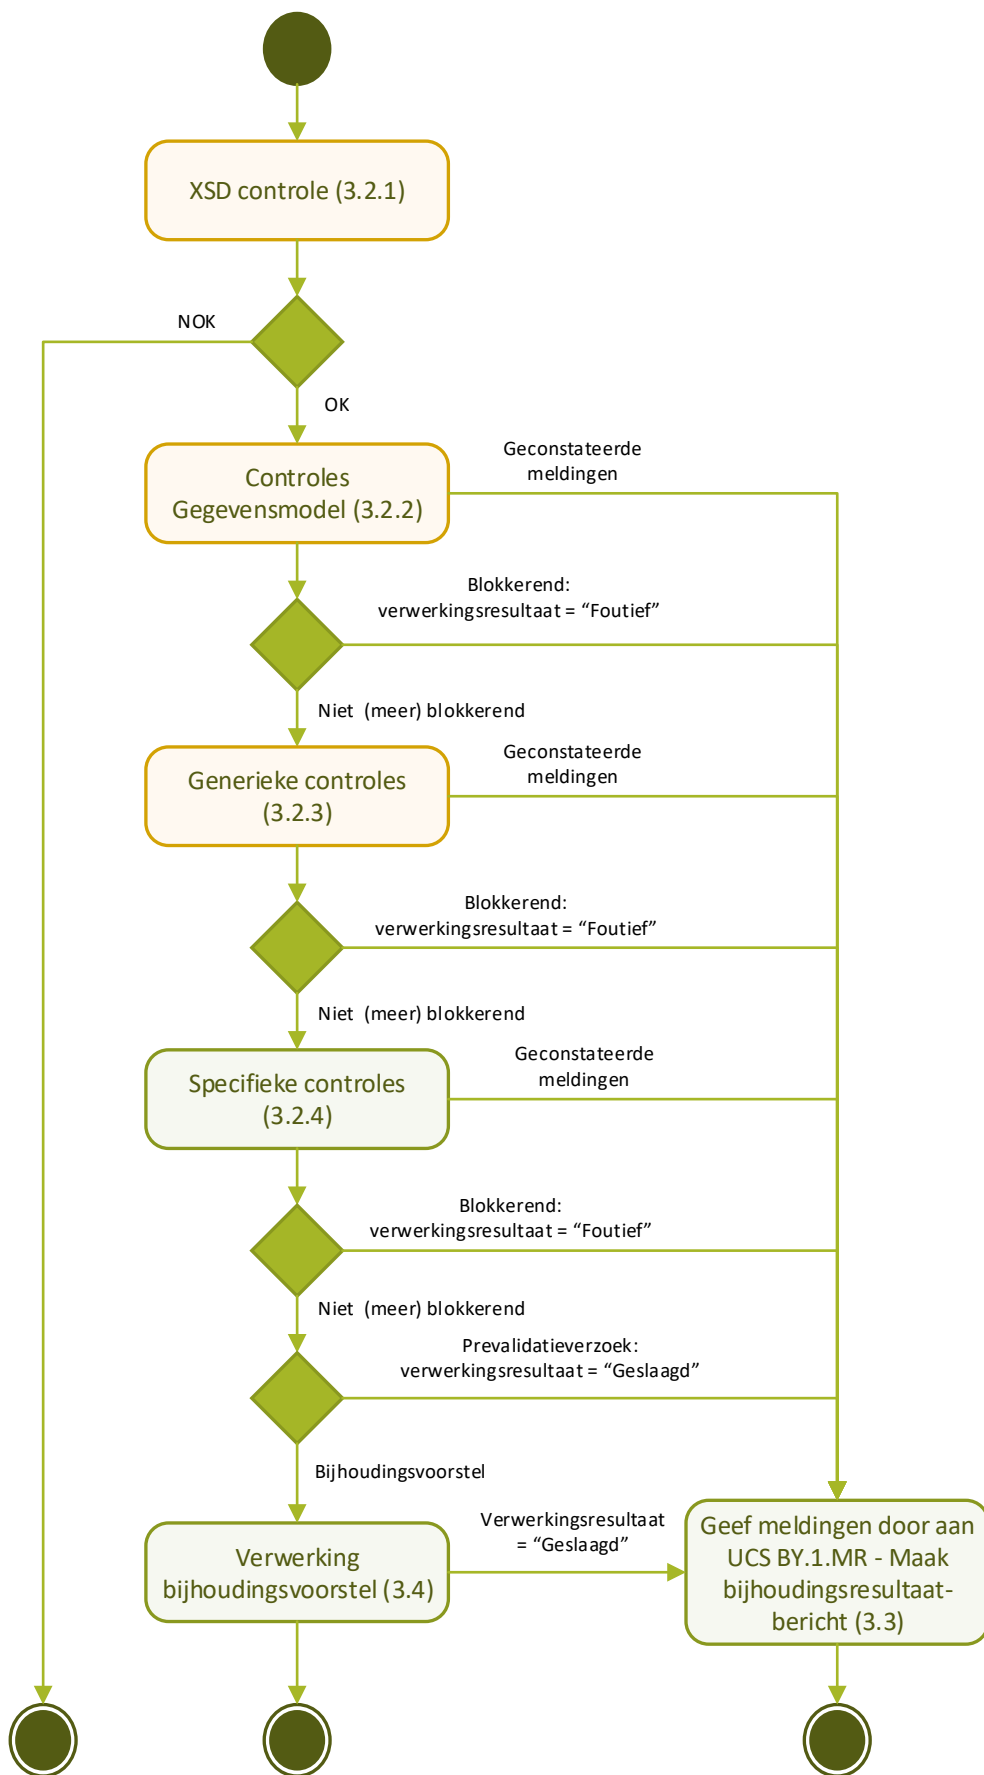 XSD controle (3.2.1)
NOK
OK
Geconstateerde
meldingen
Controles
Gegevensmodel (3.2.2)
Blokkerend:
verwerkingsresultaat = “Foutief”
Niet  (meer) blokkerend
Geconstateerde
meldingen
Generieke controles
(3.2.3)
Blokkerend:
verwerkingsresultaat = “Foutief”
Niet  (meer) blokkerend
Geconstateerde
meldingen
Specifieke controles
(3.2.4)
Blokkerend:
verwerkingsresultaat = “Foutief”
Niet  (meer) blokkerend
Prevalidatieverzoek:
verwerkingsresultaat = “Geslaagd”
Bijhoudingsvoorstel
Verwerkingsresultaat
= “Geslaagd”
Verwerking
bijhoudingsvoorstel (3.4)
Geef meldingen door aan
UCS BY.1.MR - Maak
bijhoudingsresultaat-
bericht (3.3)